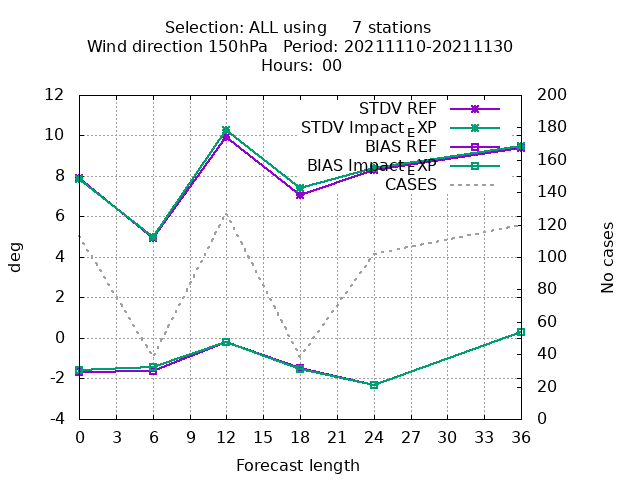 Selection: ALL using     7 stations
Wind direction 150hPa   Period: 20211110-20211130
Hours: 00
STDV REF
STDV Impact_EXP
BIAS REF
BIAS Impact_EXP
CASES
12
10
8
6
4
2
0
-2
-4
deg
200
180
160
140
120
100
80
60
40
20
0
No cases
0 3 6 9 12 15 18 21 24 27 30 33 36
Forecast length